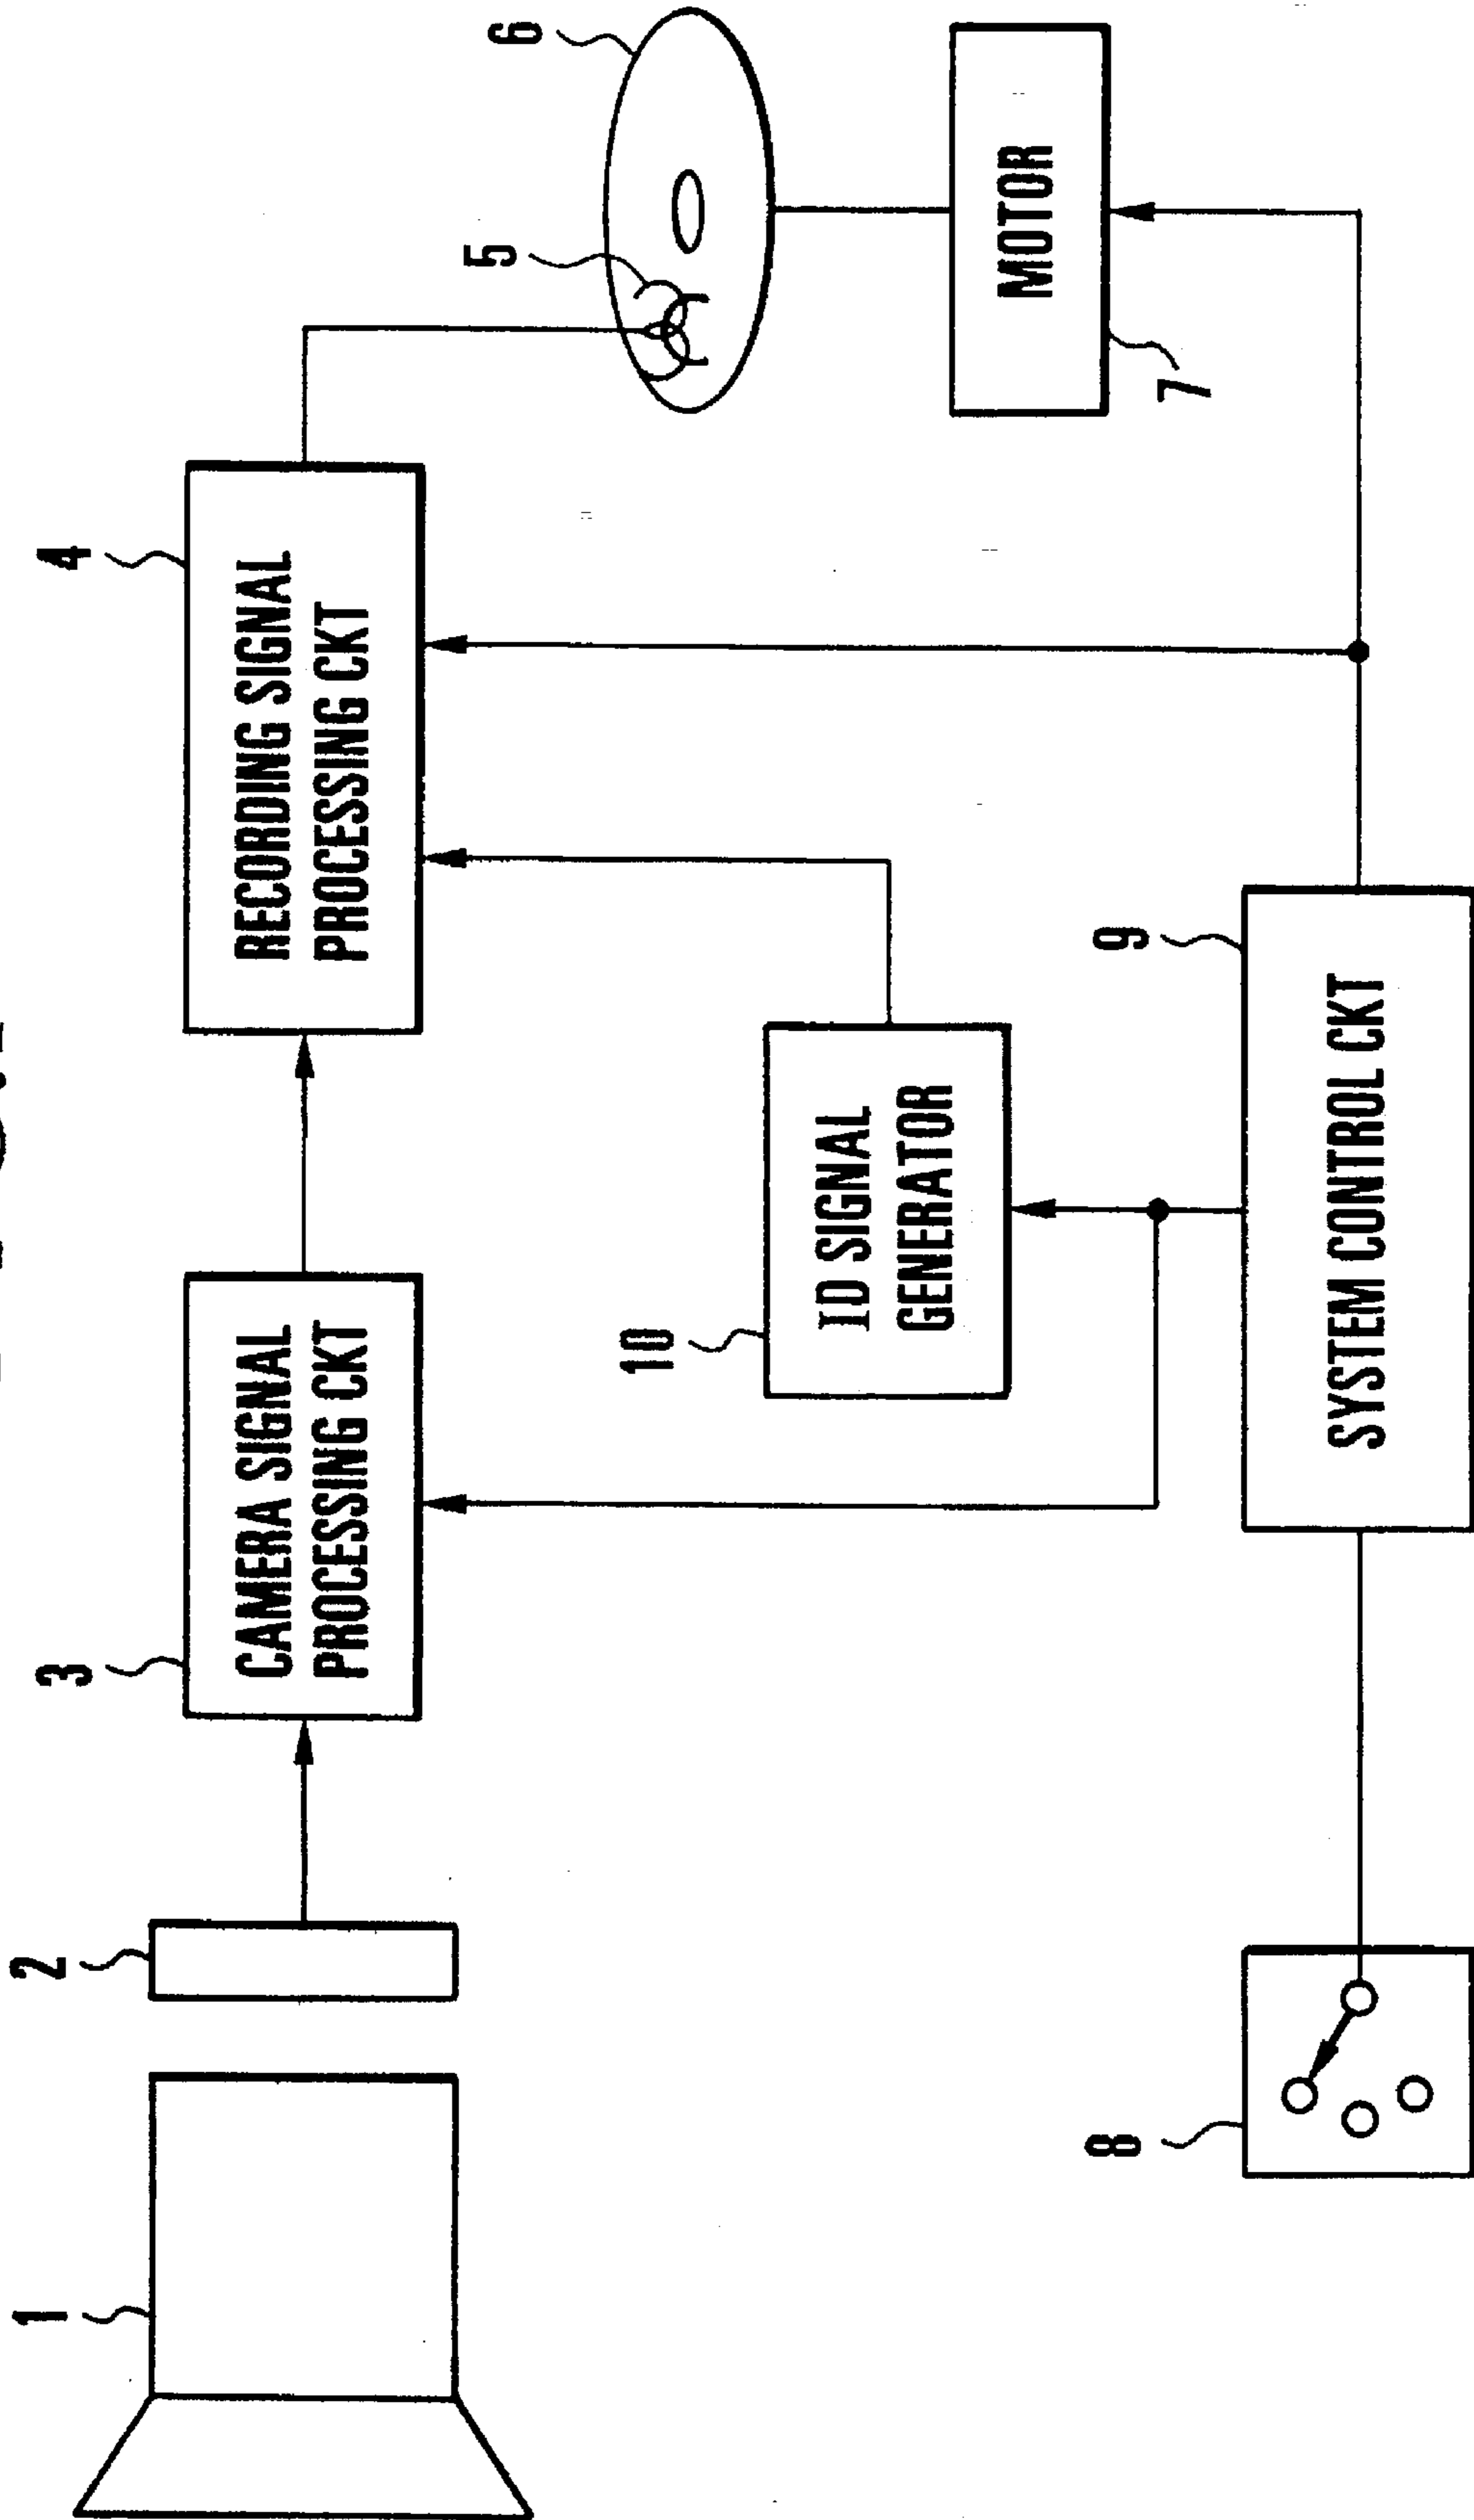 1
2
3
CAMERA SIGNAL
PROCESSING CKT
4
RECORDING SIGNAL
PROCESSING CKT
5
6
MOTOR
7
10
ID SIGNAL
GENERATOR
8
9
SYSTEM CONTROL CKT